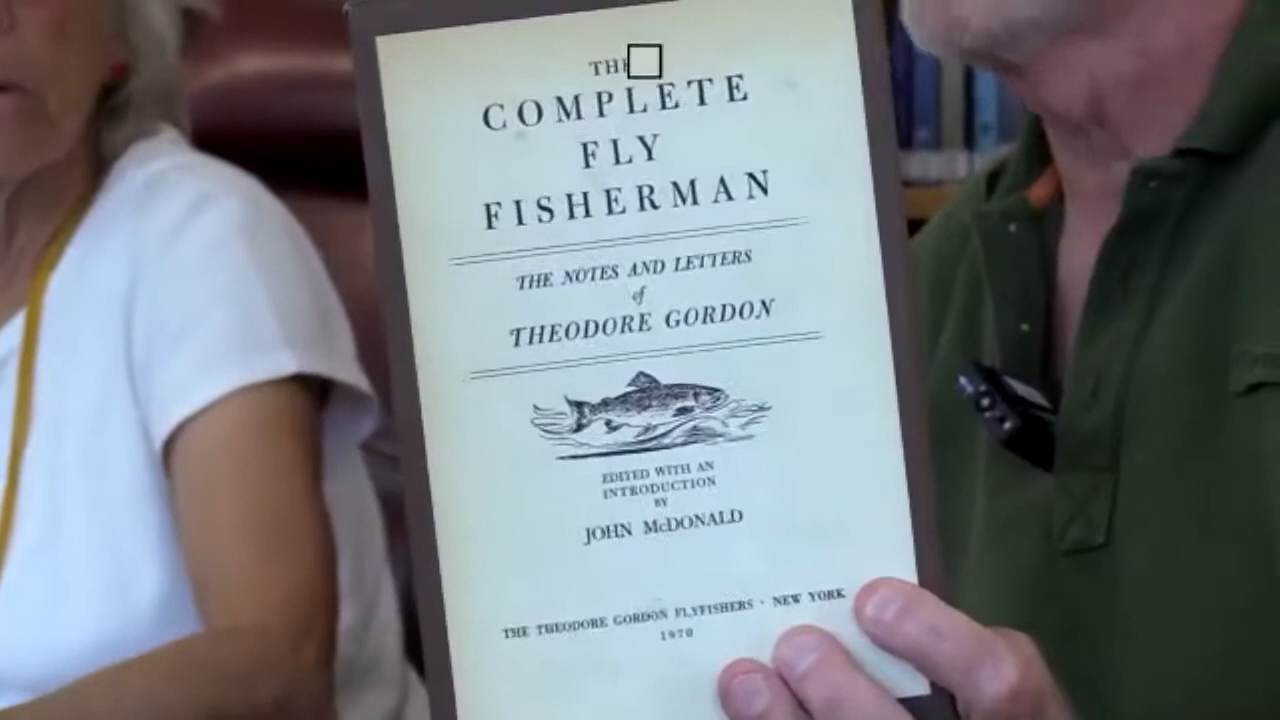 THE
COMPLETE
FLY
FISHERMAN
THE NOTES AND LETTERS
of
THEODORE GORDON
EDITED WITH AN
INTRODUCTION
BY
JOHN McDONALD
THE THEODORE GORDON FLYFISHERS · NEW YORK
1970